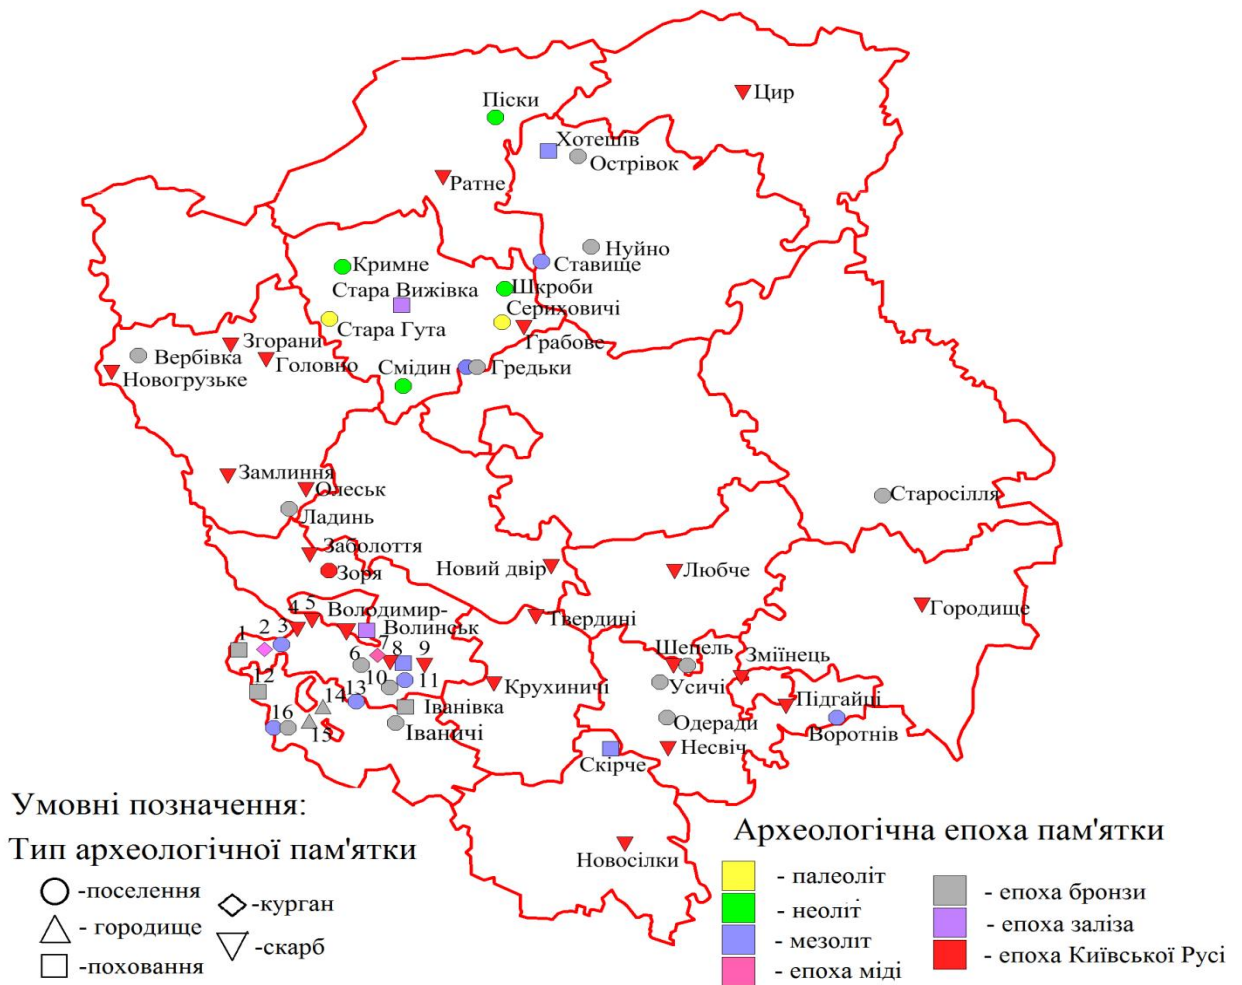 Піски
Цир
Хотешів
Острівок
Ратне
Нуйно
Ставище
Кримне
Стара Вижівка
Шкроби
Сериховичі
Стара Гута
Грабове
Згорани
Вербівка
Головно
Новогрузьке
Смідин
Гредьки
Замлиння
Олеськ
Ладинь
Старосілля
Заболоття
Зоря
Новий двір
Любче
Городище
4
5
Володимир-
Волинськ
Твердині
1
2
3
6
7
8
9
Шепель
Зміїнець
12
10
11
Крухиничі
Усичі
13
14
Іванівка
Підгайці
16
15
Іваничі
Одеради
Воротнів
Несвіч
Скірче
Новосілки
Умовні позначення:
Тип археологічної пам'ятки
-поселення
- городище
-поховання
-курган
-скарб
Археологічна епоха пам'ятки
- палеоліт
- неоліт
- мезоліт
- епоха міді
- епоха бронзи
- епоха заліза
- епоха Київської Русі